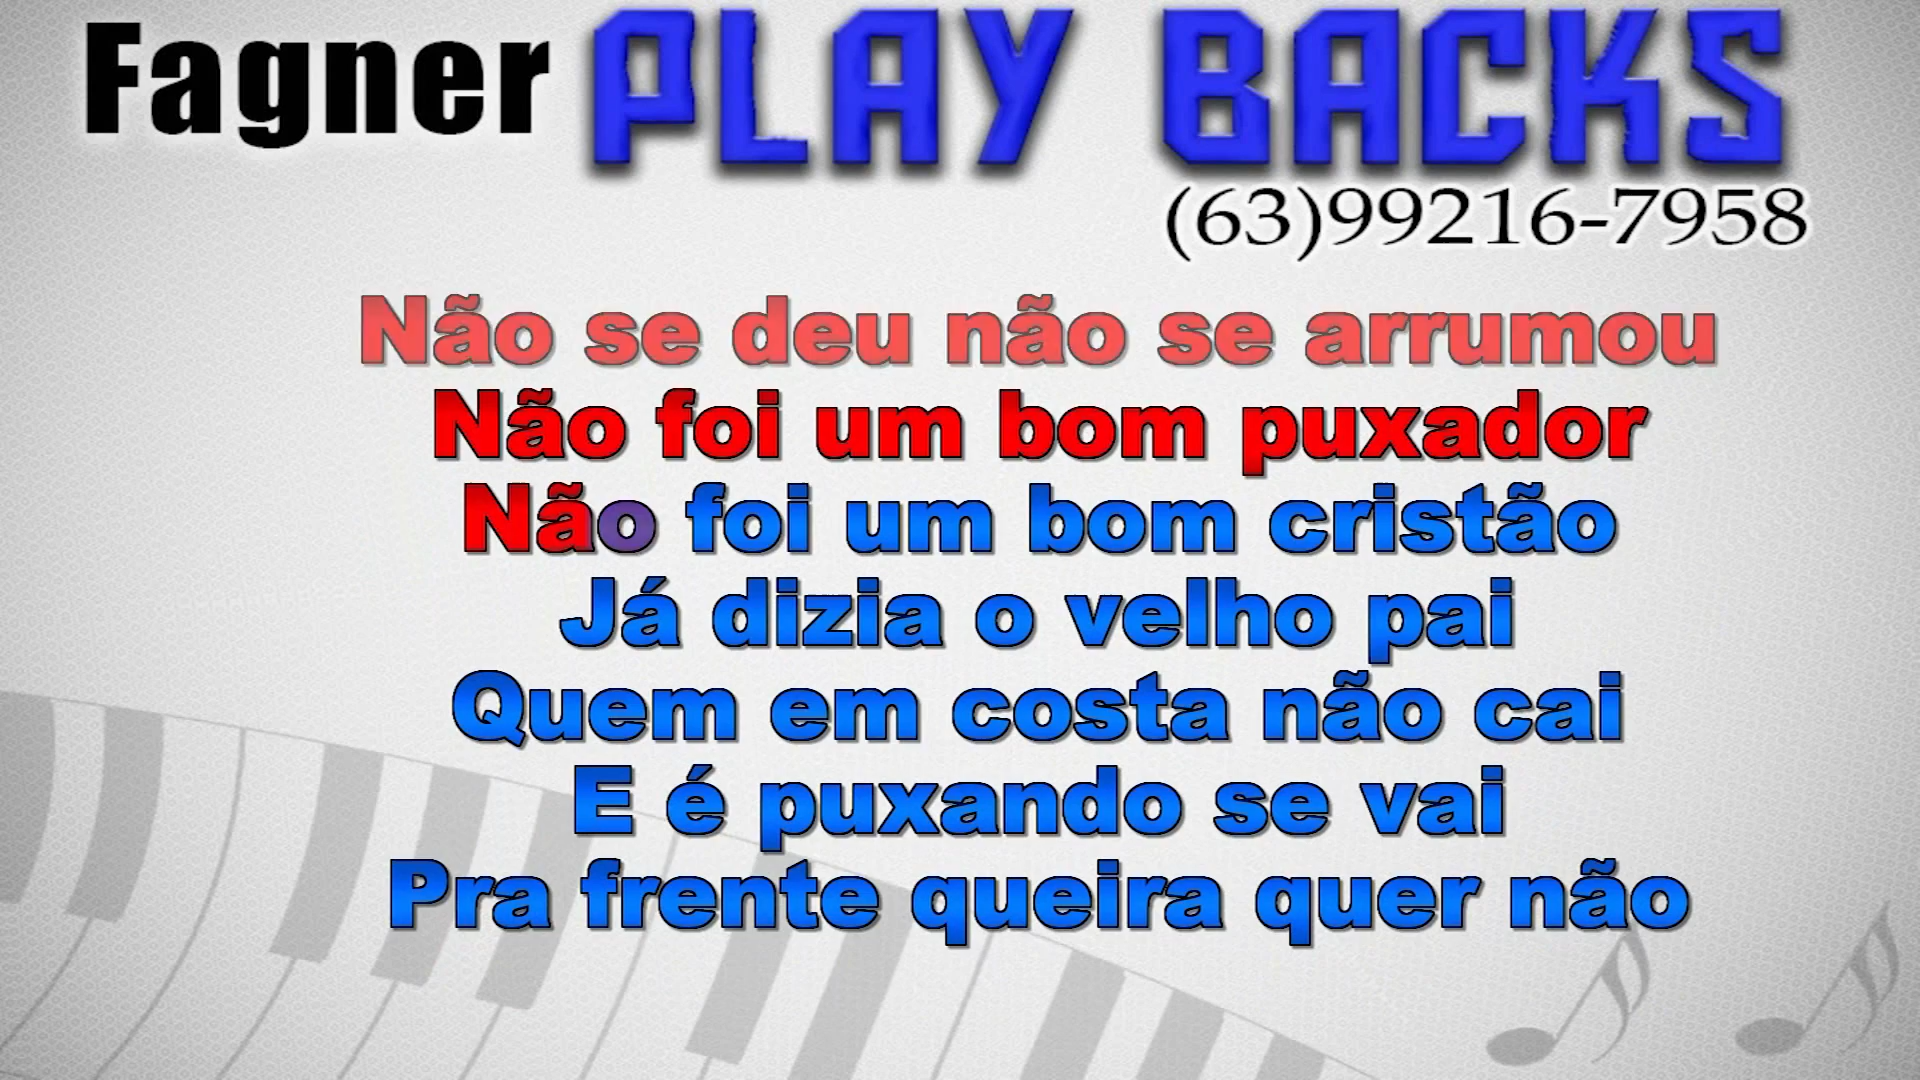 Fagner PLAY BACKS
(63)99216-7958
Não se deu não se arrumou
Não foi um bom puxador
Não foi um bom cristão
Já dizia o velho pai
Quem em costa não cai
E é puxando se vai
Pra frente queira quer não